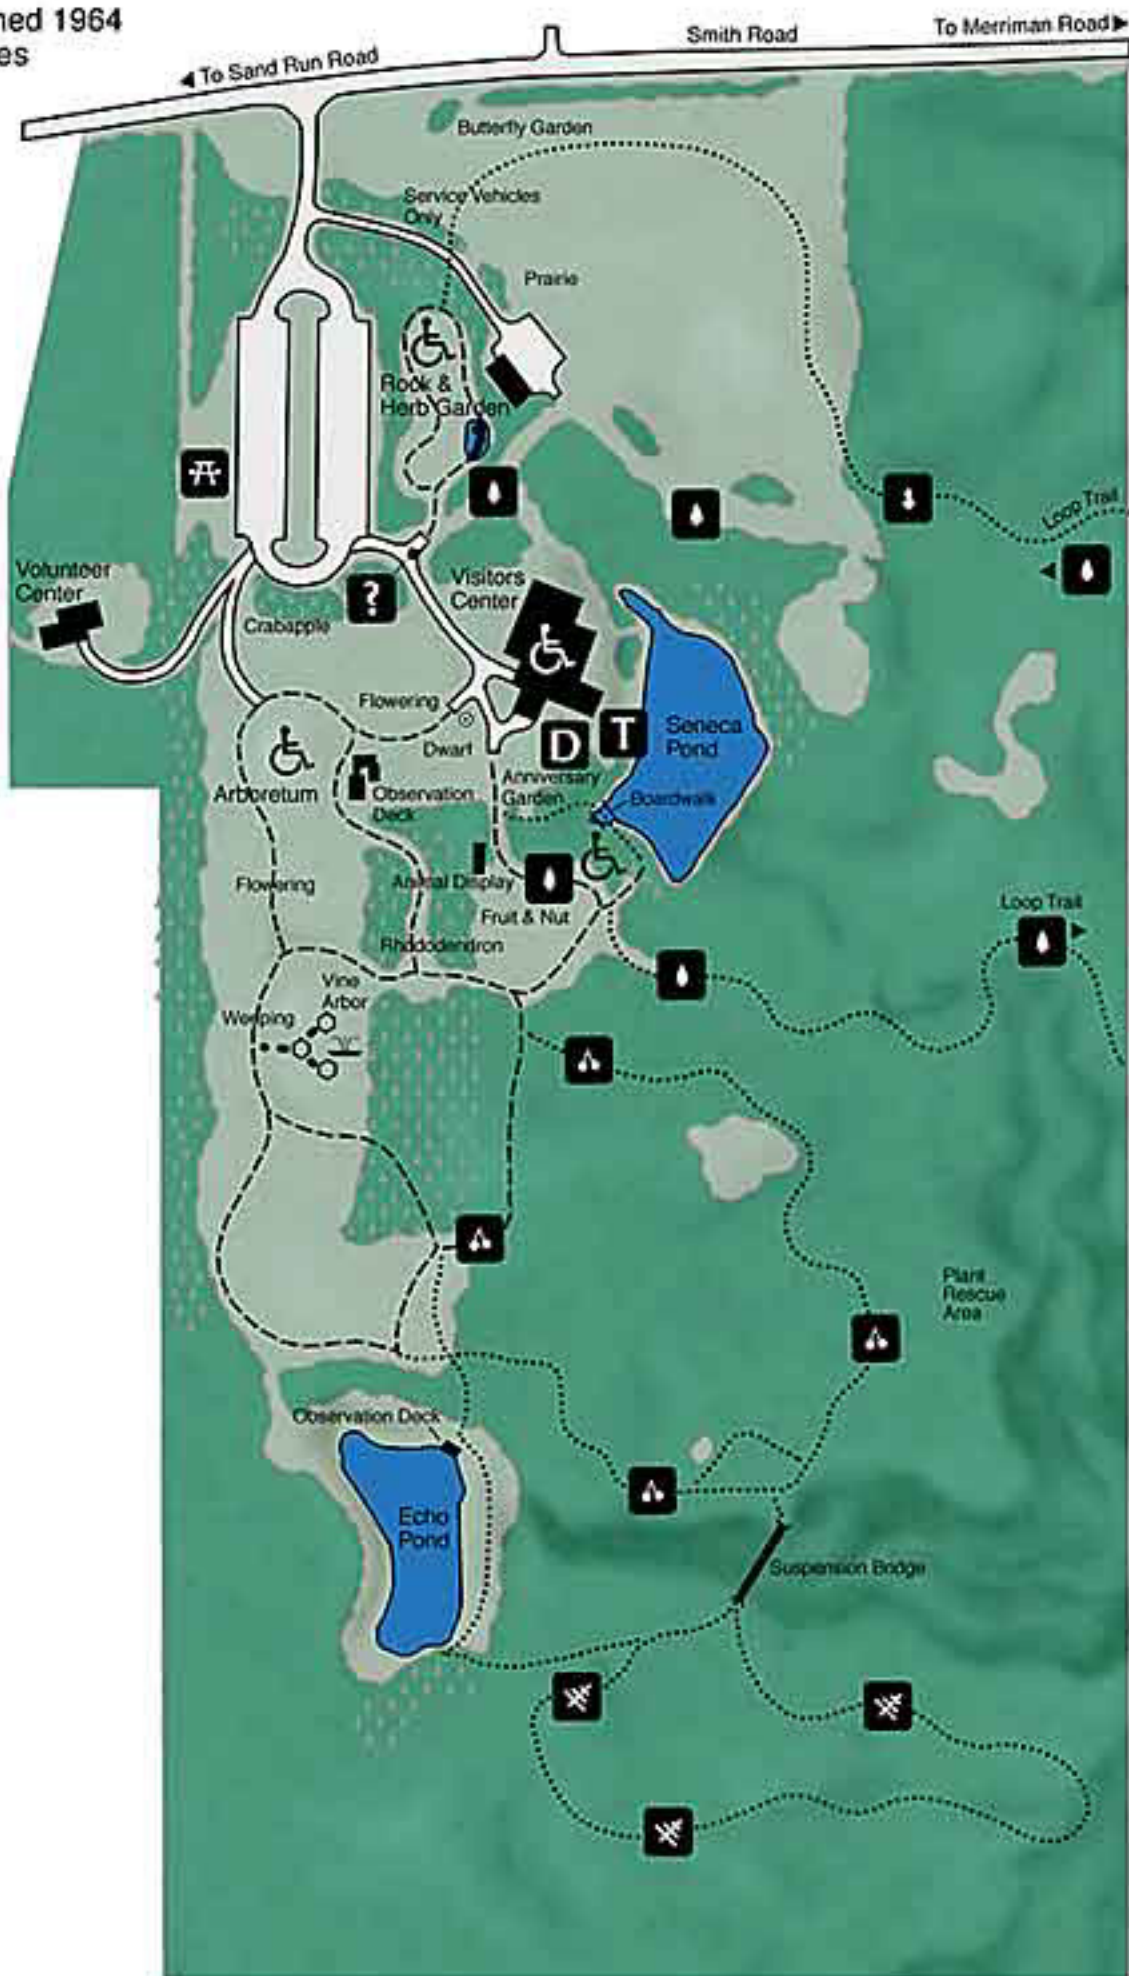 ned 1964
es
Smith Road
To Merriman Road
To Sand Run Road
Butterfly Garden
Service Vehicles
Only
Prairie
Rock &
Herb Garden
Loop Trail
Volunteer
Center
Visitors
Center
?
Crabapple
Flowering
Dwarf
D
T
Seneca
Pond
Arboretum
Observation
Deck
Anniversary
Garden
Boardwalk
Flowering
Animal Display
Fruit & Nut
Rhododendron
Loop Trail
Vine
Arbor
Weeping
Plant
Rescue
Area
Observation Deck
Echo
Pond
Suspension Bridge